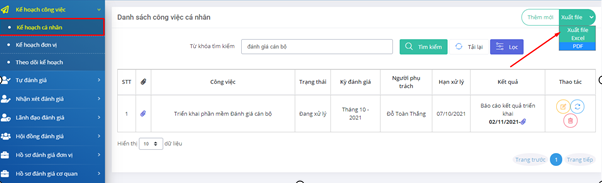 Kế hoạch công việc
Kế hoạch cá nhân
Kế hoạch đơn vị
Theo dõi kế hoạch
Tự đánh giá
Nhận xét đánh giá
Lãnh đạo đánh giá
Hội đồng đánh giá
Hồ sơ đánh giá đơn vị
Hồ sơ đánh giá cơ quan
Danh sách công việc cá nhân
Thêm mới
Xuất file
Xuất file
Excel
PDF
Từ khóa tìm kiếm
đánh giá cán bộ
Tìm kiếm
Tải lại
Lọc
STT
Công việc
Trạng thái
Kỳ đánh giá
Người phụ
trách
Hạn xử lý
Kết quả
Thao tác
1
Triển khai phần mềm Đánh giá cán bộ
Đang xử lý
Tháng 10 -
2021
Đỗ Toàn Thắng
07/10/2021
Báo cáo kết quả triển
khai
02/11/2021-
Hiển thị 10 dữ liệu
Trang trước
1
Trang tiếp